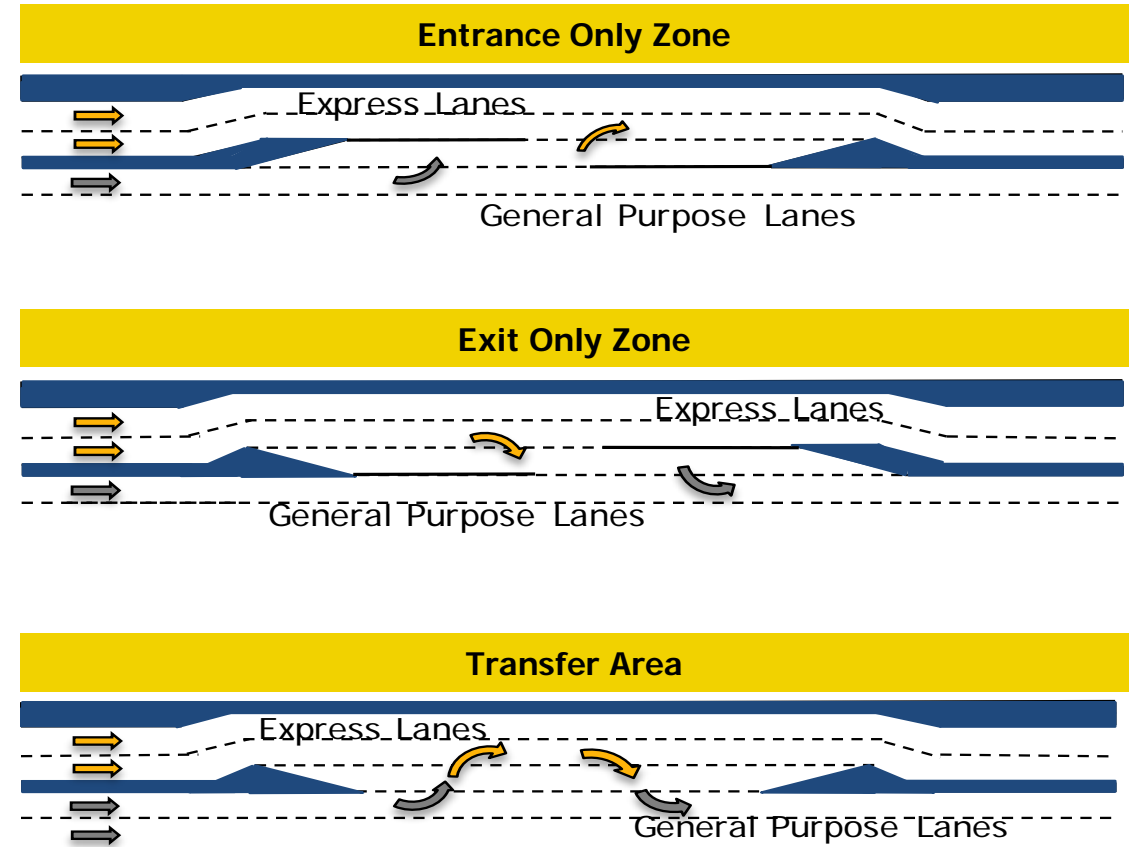 Entrance Only Zone
Express Lanes
General Purpose Lanes
Exit Only Zone
Express Lanes
General Purpose Lanes
Transfer Area
Express Lanes
General Purpose Lanes